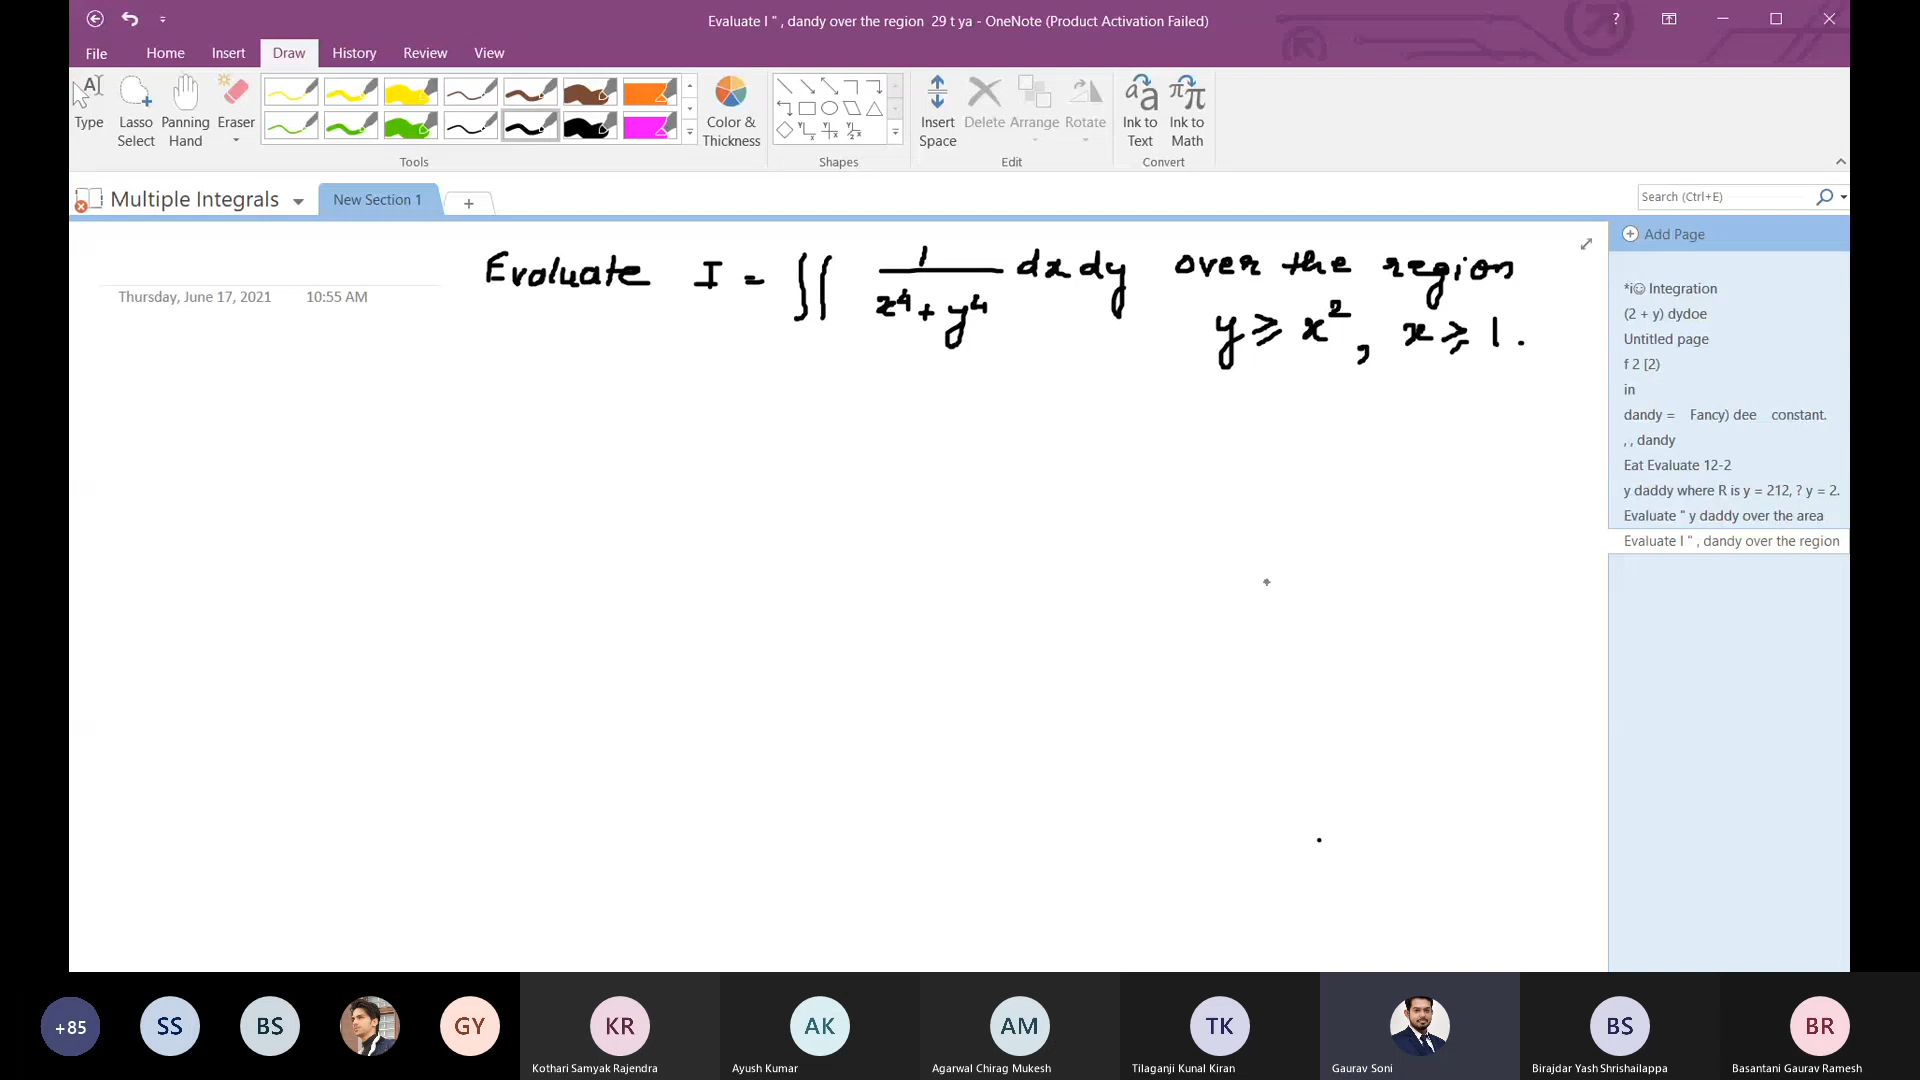 Evaluate I " , dandy over the region 29 t ya - OneNote (Product Activation Failed)
File Home Insert Draw History Review View
Type
Lasso Select
Panning Hand
Eraser
Color & Thickness
Insert Space
Delete
Arrange
Rotate
Ink to Text
Ink to Math
Tools
Shapes
Edit
Convert
Multiple Integrals
New Section 1
Search (Ctrl+E)
Add Page
Evaluate I = ∬ 1/(x⁴ + y⁴) dx dy over the region
y ⩾ x², x ⩾ 1.
Thursday, June 17, 2021 10:55 AM
*i☺ Integration
(2 + y) dydoe
Untitled page
f 2 [2)
in
dandy = Fancy) dee constant.
, , dandy
Eat Evaluate 12-2
y daddy where R is y = 212, ? y = 2.
Evaluate " y daddy over the area
Evaluate I " , dandy over the region
+85 SS BS GY KR AK AM TK BS BR
Kothari Samyak Rajendra
Ayush Kumar
Agarwal Chirag Mukesh
Tilaganji Kunal Kiran
Gaurav Soni
Birajdar Yash Shrishailappa
Basantani Gaurav Ramesh